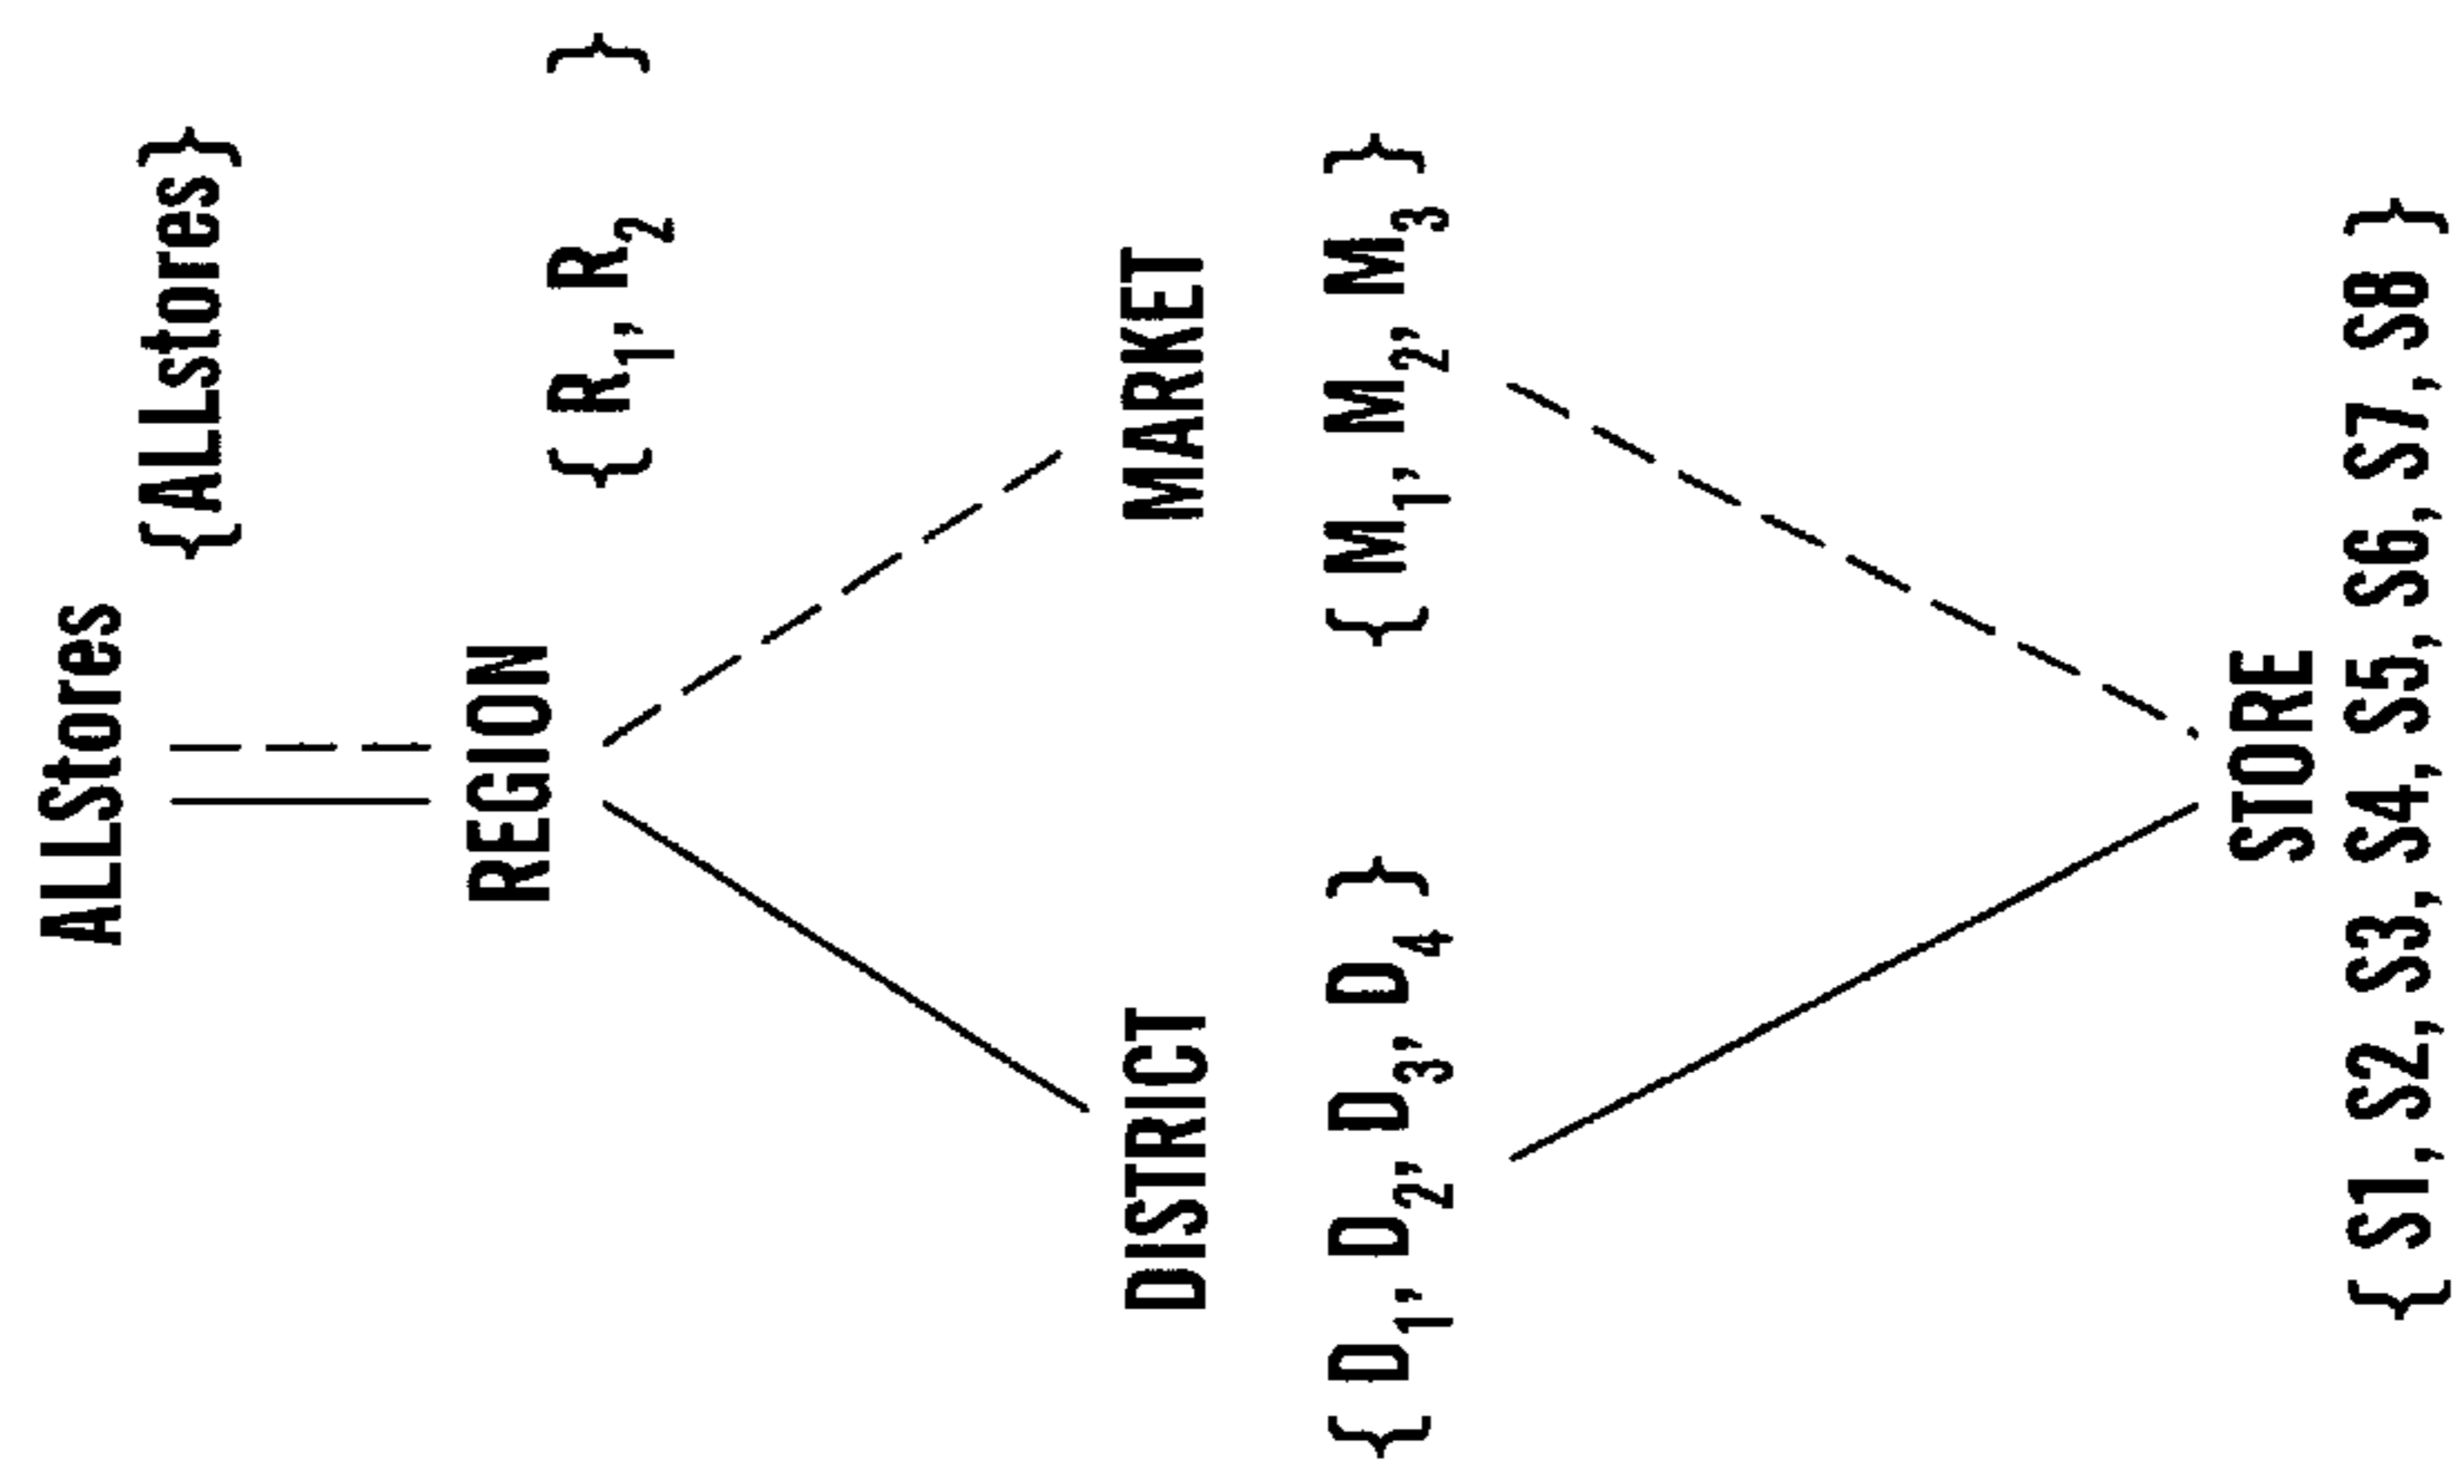 ALLStores
{ALLstores}
REGION
{ R₁, R₂ }
DISTRICT
MARKET
{ D₁, D₂, D₃, D₄ }
{ M₁, M₂, M₃ }
STORE
{ S1, S2, S3, S4, S5, S6, S7, S8 }